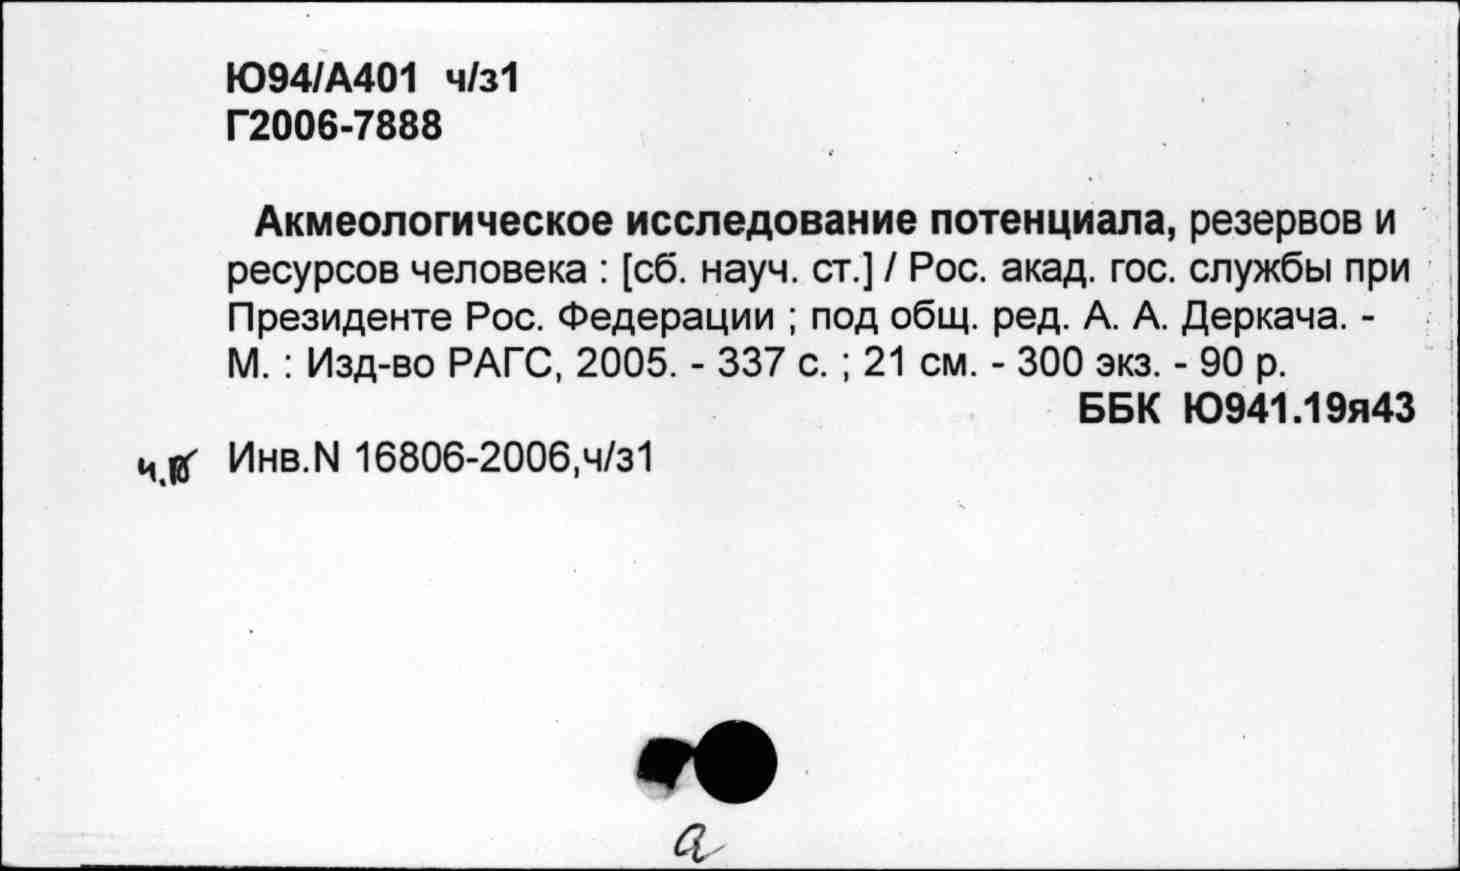 Ю94/А401 ч/з1
Г2006-7888
Акмеологическое исследование потенциала, резервов и
ресурсов человека : [сб. науч. ст.] / Рос. акад. гос. службы при
Президенте Рос. Федерации ; под общ. ред. А. А. Деркача. -
М. : Изд-во РАГС, 2005. - 337 с. ; 21 см. - 300 экз. - 90 р.
ББК Ю941.19я43
Инв.N 16806-2006,ч/з1
а